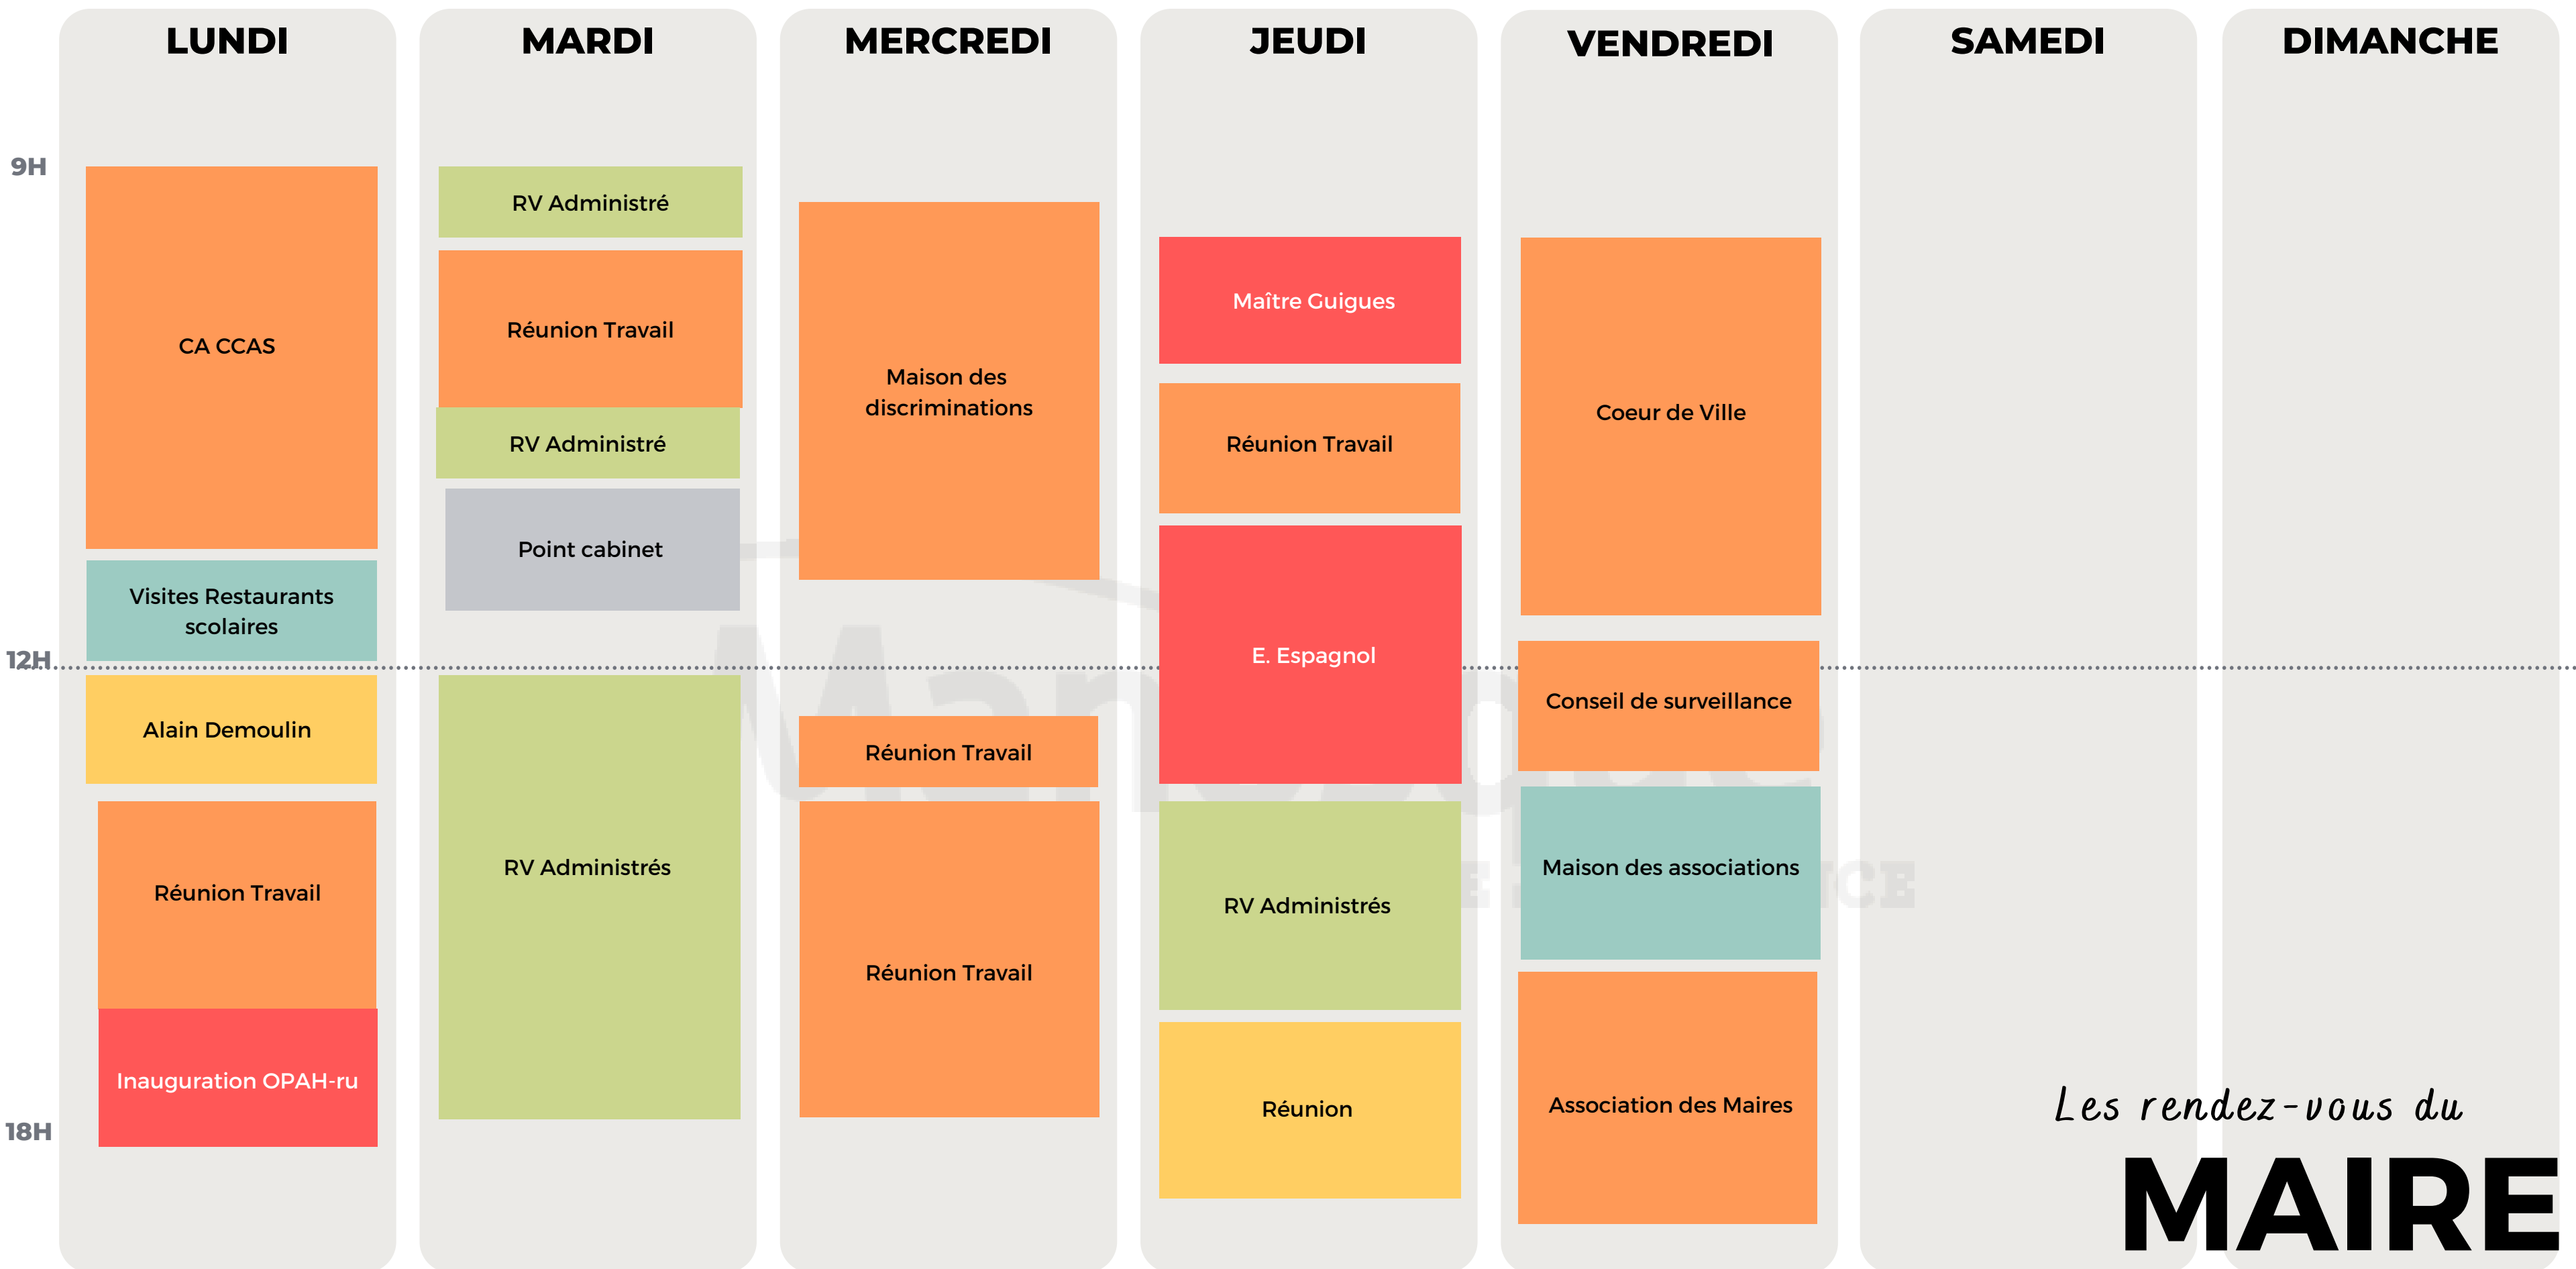 LUNDI
MARDI
MERCREDI
JEUDI
VENDREDI
SAMEDI
DIMANCHE
9H
12H
18H
CA CCAS
Visites Restaurants
scolaires
Alain Demoulin
Réunion Travail
Inauguration OPAH-ru
RV Administré
Réunion Travail
RV Administré
Point cabinet
RV Administrés
Maison des
discriminations
Réunion Travail
Réunion Travail
Maître Guigues
Réunion Travail
E. Espagnol
RV Administrés
Réunion
Coeur de Ville
Conseil de surveillance
Maison des associations
Association des Maires
Les rendez-vous du
MAIRE